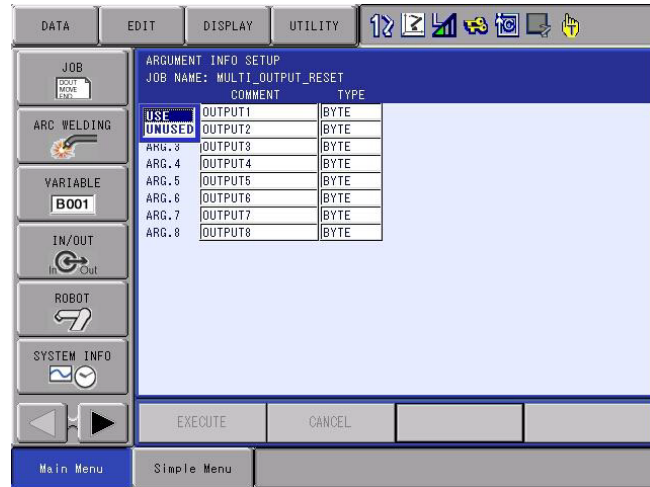 DATA EDIT DISPLAY UTILITY
JOB
DOUT
MOVE
END
ARC WELDING
VARIABLE
B001
IN/OUT
In Out
ROBOT
SYSTEM INFO
ARGUMENT INFO SETUP
JOB NAME: MULTI_OUTPUT_RESET
COMMENT TYPE
USE OUTPUT1 BYTE
UNUSED OUTPUT2 BYTE
ARG.3 OUTPUT3 BYTE
ARG.4 OUTPUT4 BYTE
ARG.5 OUTPUT5 BYTE
ARG.6 OUTPUT6 BYTE
ARG.7 OUTPUT7 BYTE
ARG.8 OUTPUT8 BYTE
EXECUTE CANCEL
Main Menu Simple Menu